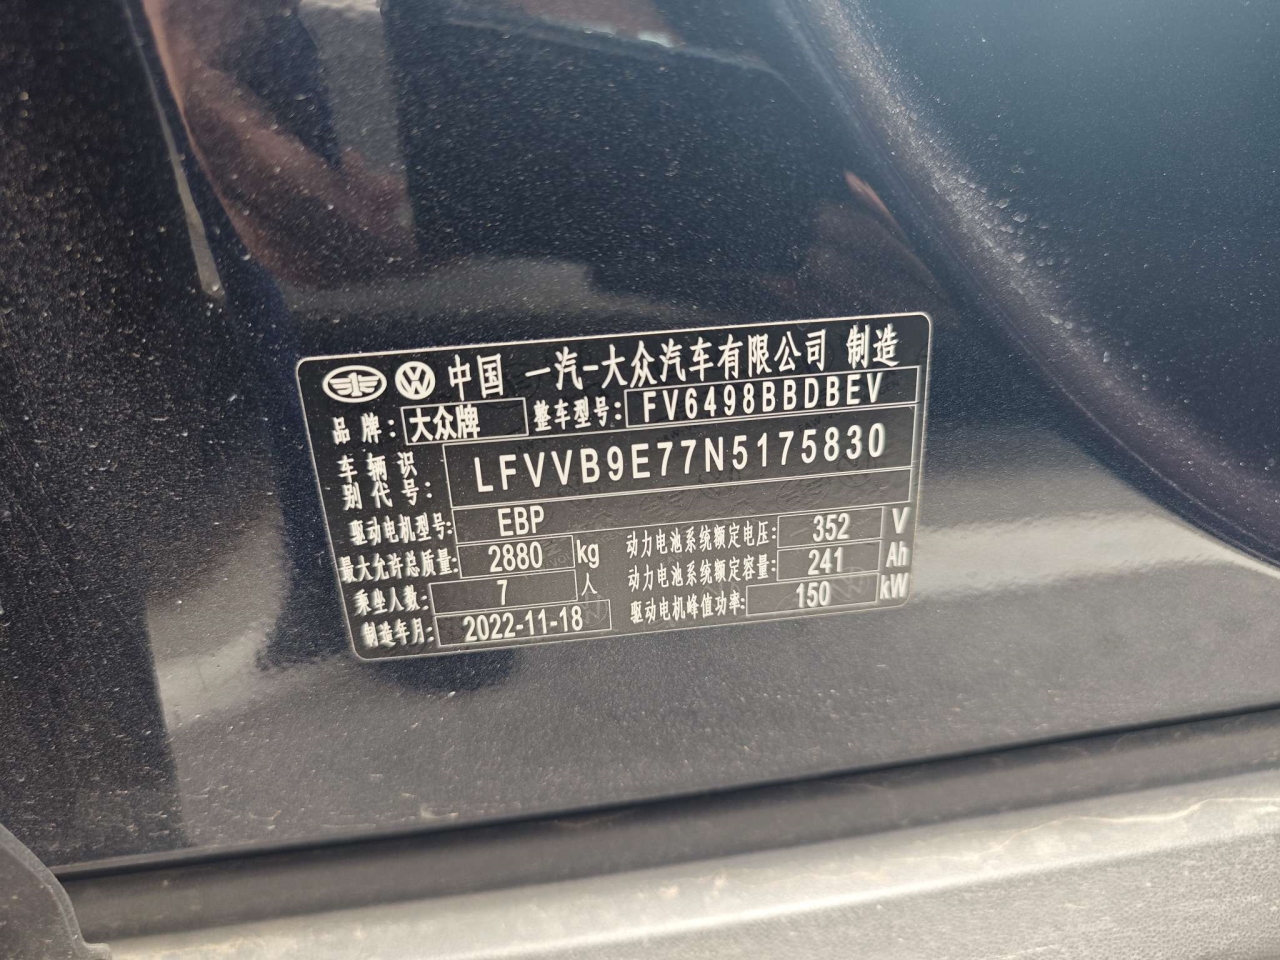 中国 一汽-大众汽车有限公司 制造
品牌: 大众牌 整车型号: FV6498BBDBEV
车辆识别代号: LFVVB9E77N5175830
驱动电机型号: EBP
动力电池系统额定电压: 352 V
最大允许总质量: 2880 kg
动力电池系统额定容量: 241 Ah
乘坐人数: 7 人
驱动电机峰值功率: 150 kW
制造年月: 2022-11-18